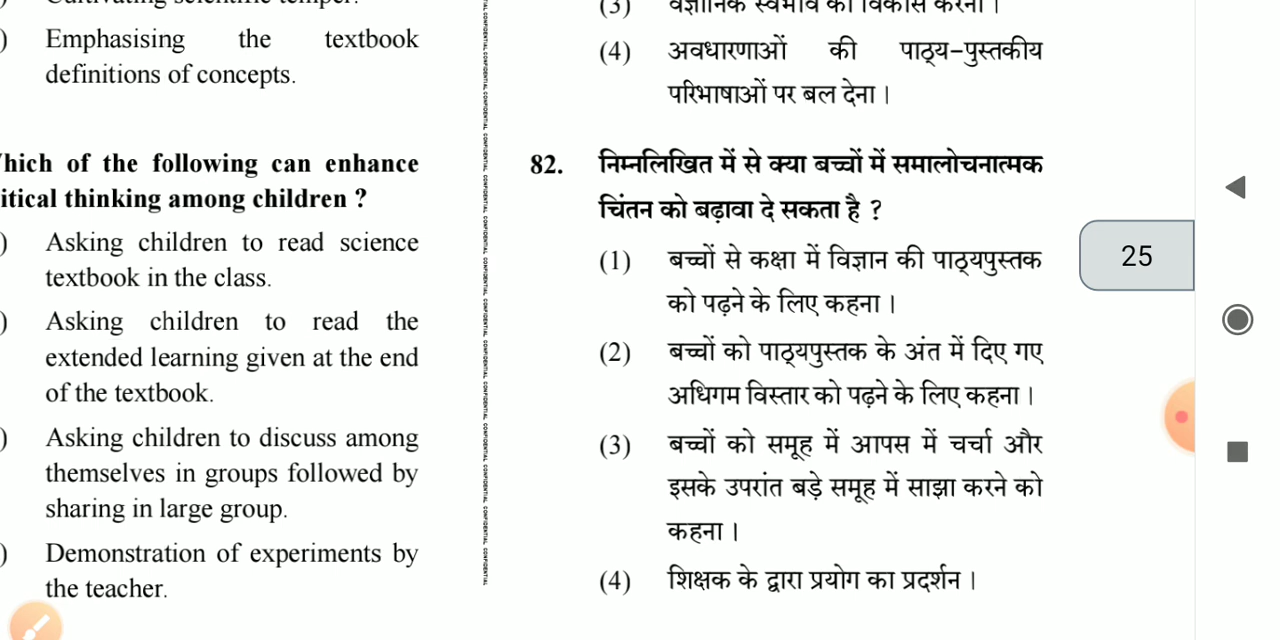 Emphasising the textbook
definitions of concepts.
hich of the following can enhance
itical thinking among children ?
) Asking children to read science
textbook in the class.
) Asking children to read the
extended learning given at the end
of the textbook.
) Asking children to discuss among
themselves in groups followed by
sharing in large group.
) Demonstration of experiments by
the teacher.
(4) अवधारणाओं की पाठ्य-पुस्तकीय
परिभाषाओं पर बल देना ।
82. निम्नलिखित में से क्या बच्चों में समालोचनात्मक
चिंतन को बढ़ावा दे सकता है ?
(1) बच्चों से कक्षा में विज्ञान की पाठ्यपुस्तक
को पढ़ने के लिए कहना ।
(2) बच्चों को पाठ्यपुस्तक के अंत में दिए गए
अधिगम विस्तार को पढ़ने के लिए कहना ।
(3) बच्चों को समूह में आपस में चर्चा और
इसके उपरांत बड़े समूह में साझा करने को
कहना ।
(4) शिक्षक के द्वारा प्रयोग का प्रदर्शन ।
25